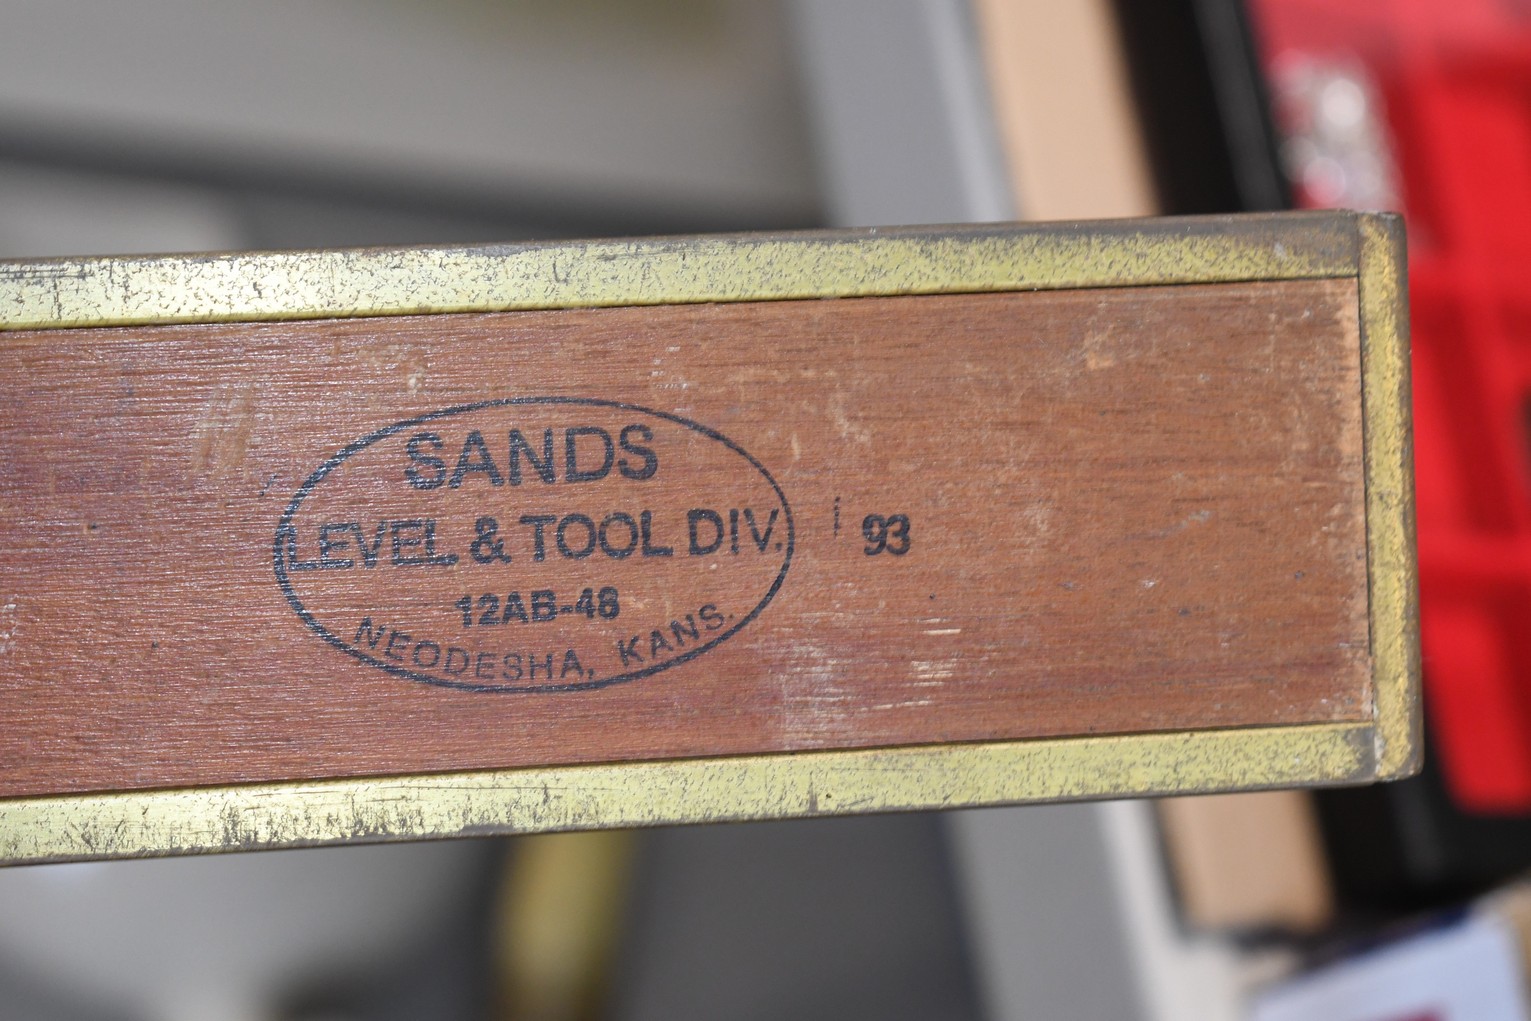 SANDS
LEVEL & TOOL DIV.
12AB-48
NEODESHA, KANS.
93